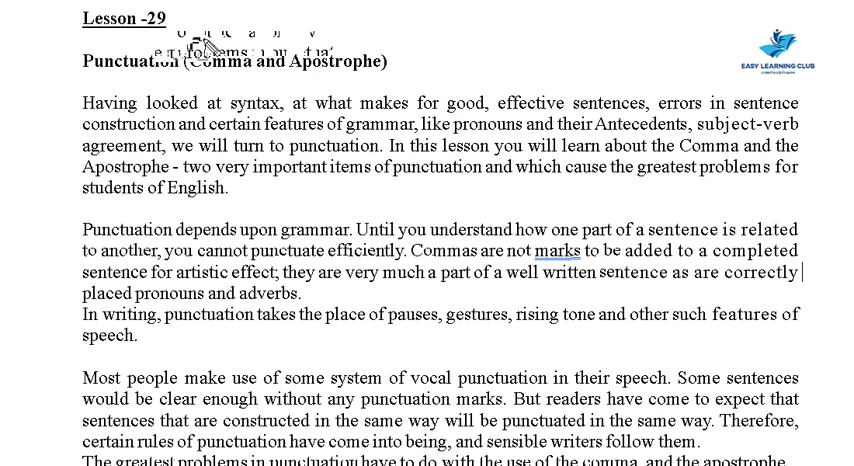 Lesson -29
Punctuation (Comma and Apostrophe)
EASY LEARNING CLUB
Having looked at syntax, at what makes for good, effective sentences, errors in sentence
construction and certain features of grammar, like pronouns and their Antecedents, subject-verb
agreement, we will turn to punctuation. In this lesson you will learn about the Comma and the
Apostrophe - two very important items of punctuation and which cause the greatest problems for
students of English.
Punctuation depends upon grammar. Until you understand how one part of a sentence is related
to another, you cannot punctuate efficiently. Commas are not marks to be added to a completed
sentence for artistic effect; they are very much a part of a well written sentence as are correctly
placed pronouns and adverbs.
In writing, punctuation takes the place of pauses, gestures, rising tone and other such features of
speech.
Most people make use of some system of vocal punctuation in their speech. Some sentences
would be clear enough without any punctuation marks. But readers have come to expect that
sentences that are constructed in the same way will be punctuated in the same way. Therefore,
certain rules of punctuation have come into being, and sensible writers follow them.
The greatest problems in punctuation have to do with the use of the comma, and the apostrophe.